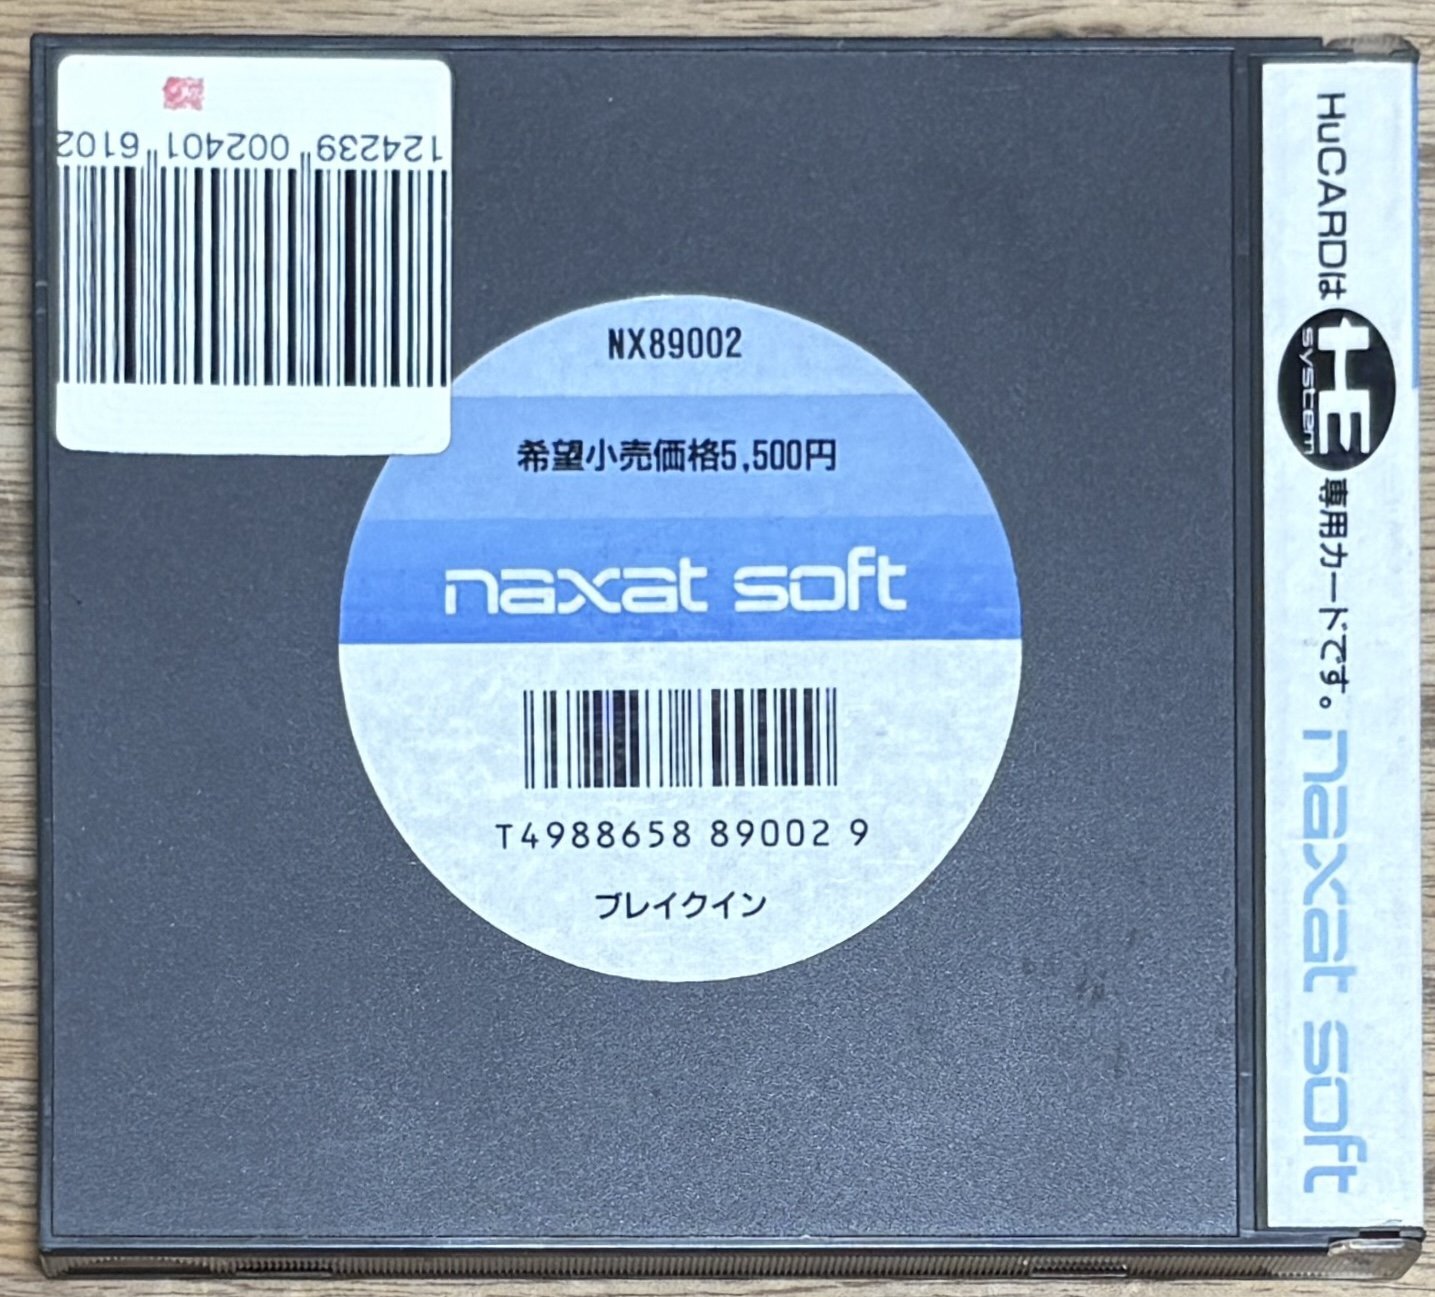 124239 002401 6102
NX89002
希望小売価格5,500円
naxat soft
T4988658 89002 9
ブレイクイン
HuCARDは HE system 専用カードです。 naxat soft